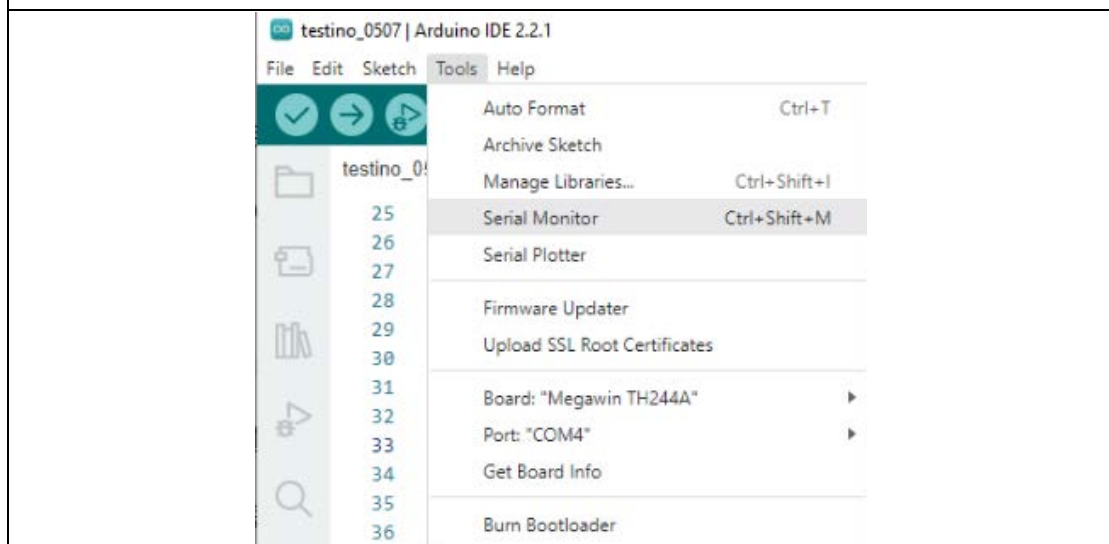 testino_0507 | Arduino IDE 2.2.1
File Edit Sketch Tools Help
Auto Format Ctrl+T
Archive Sketch
testino_05
Manage Libraries... Ctrl+Shift+I
25
Serial Monitor Ctrl+Shift+M
26
Serial Plotter
27
28
Firmware Updater
29
Upload SSL Root Certificates
30
31
Board: "Megawin TH244A"
32
Port: "COM4"
33
34
Get Board Info
35
36
Burn Bootloader